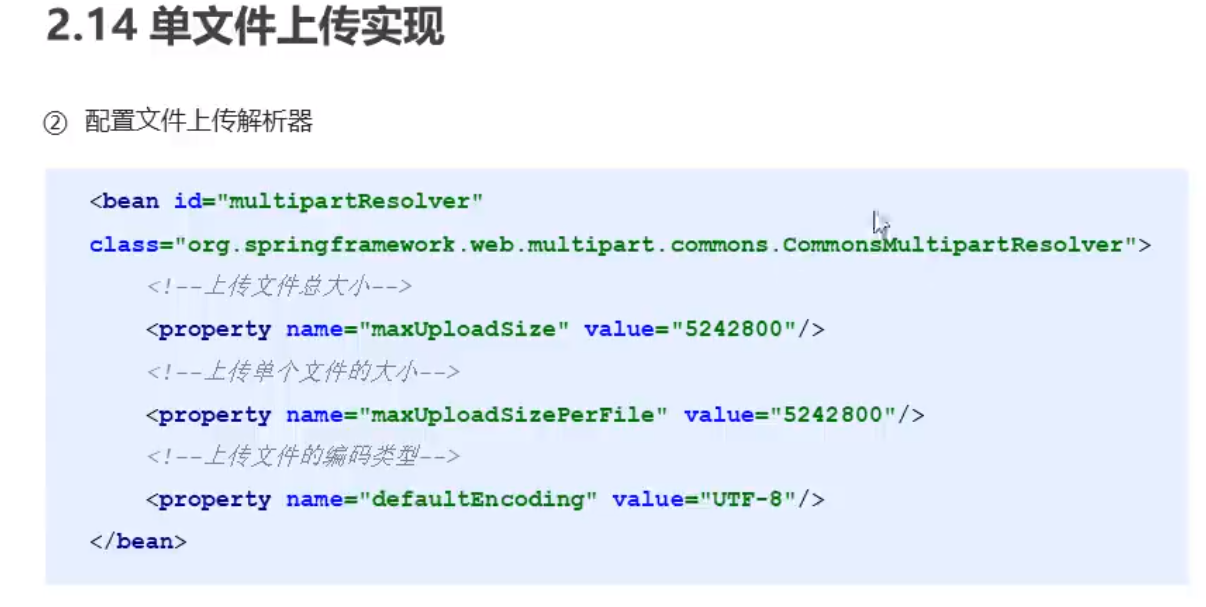 2.14 单文件上传实现
② 配置文件上传解析器
<bean id="multipartResolver"
class="org.springframework.web.multipart.commons.CommonsMultipartResolver">
<!--上传文件总大小-->
<property name="maxUploadSize" value="5242800"/>
<!--上传单个文件的大小-->
<property name="maxUploadSizePerFile" value="5242800"/>
<!--上传文件的编码类型-->
<property name="defaultEncoding" value="UTF-8"/>
</bean>